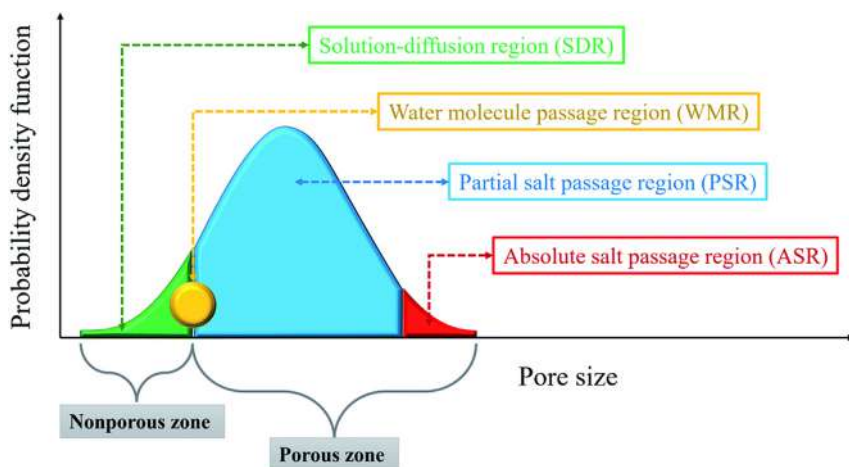 Solution-diffusion region (SDR)
Water molecule passage region (WMR)
Partial salt passage region (PSR)
Absolute salt passage region (ASR)
Probability density function
Pore size
Nonporous zone
Porous zone